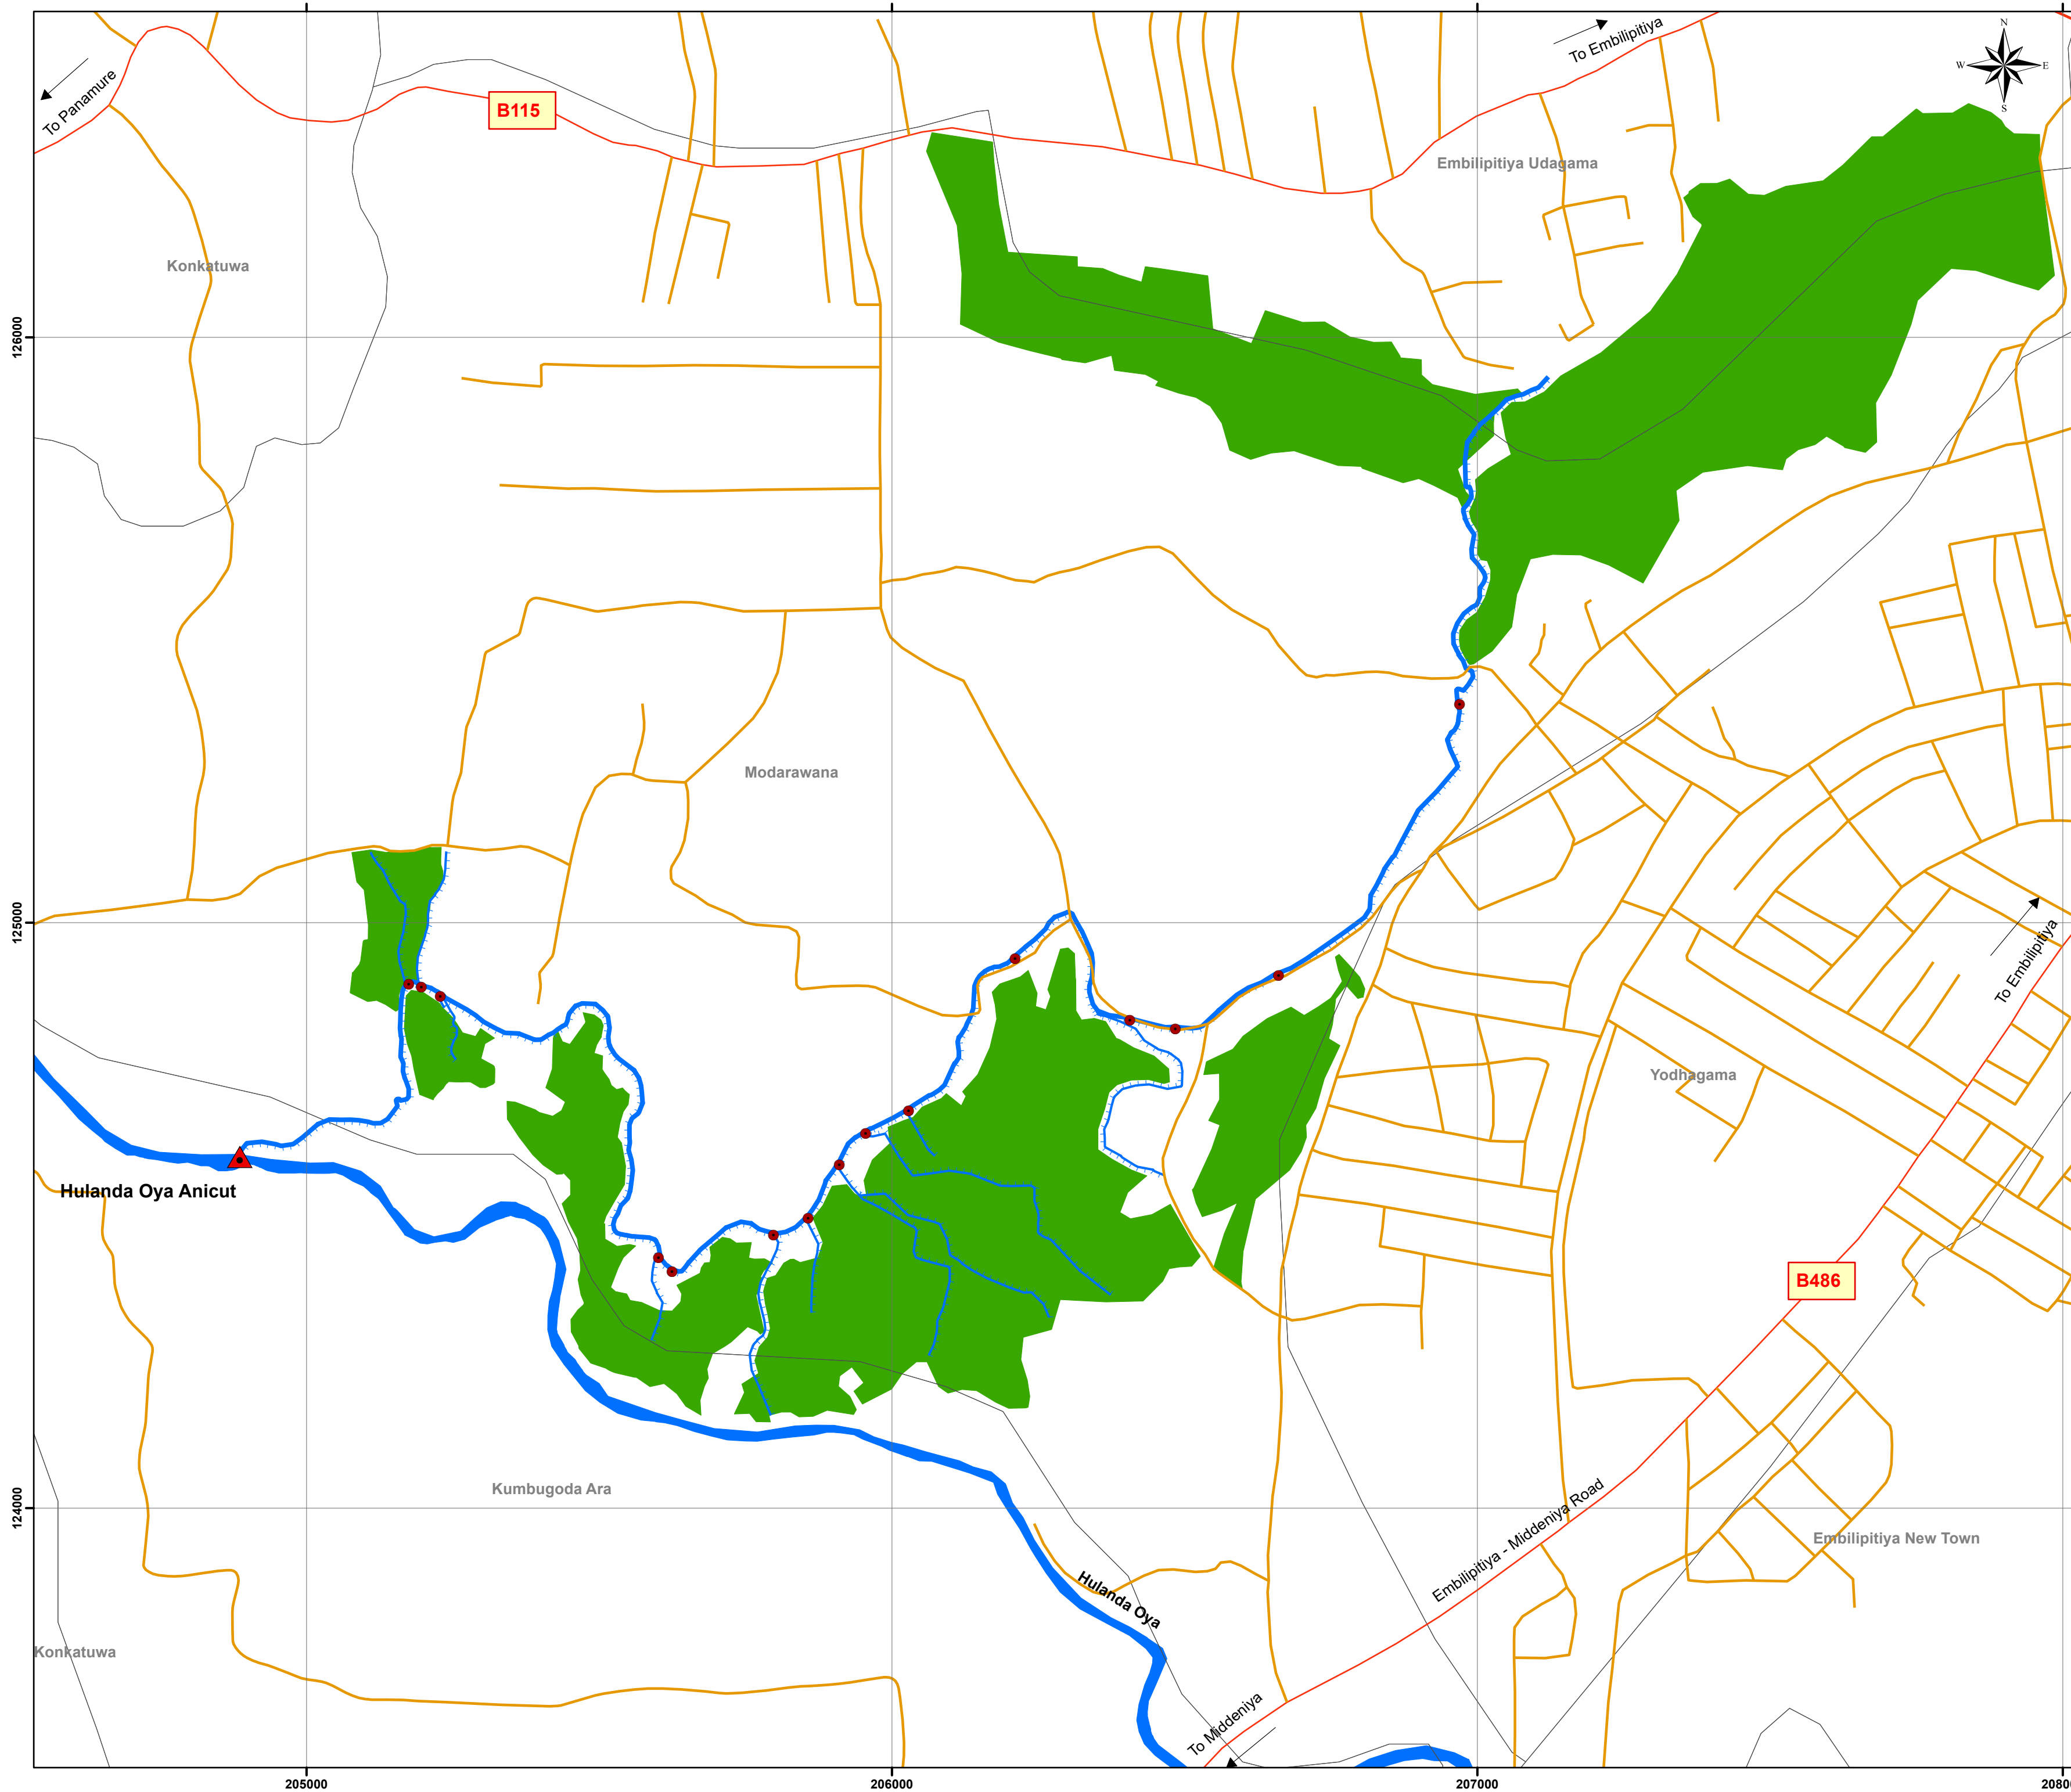 N
W E
S
To Embilipitiya
To Panamure
B115
Embilipitiya Udagama
Konkatuwa
126000
Modarawana
125000
To Embilipitiya
Yodhagama
Hulanda Oya Anicut
B486
Kumbugoda Ara
124000
Embilipitiya - Middeniya Road
Embilipitiya New Town
Hulanda Oya
Konkatuwa
To Middeniya
205000 206000 207000